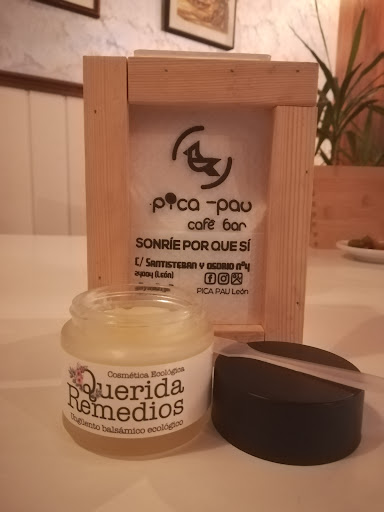 pica-pau
café bar
SONRÍE POR QUE SÍ
C/ SANTISTEBAN Y OSORIO Nº4
(León)
PICA PAU León
Cosmética Ecológica
Querida
Remedios
Ungüento balsámico ecológico